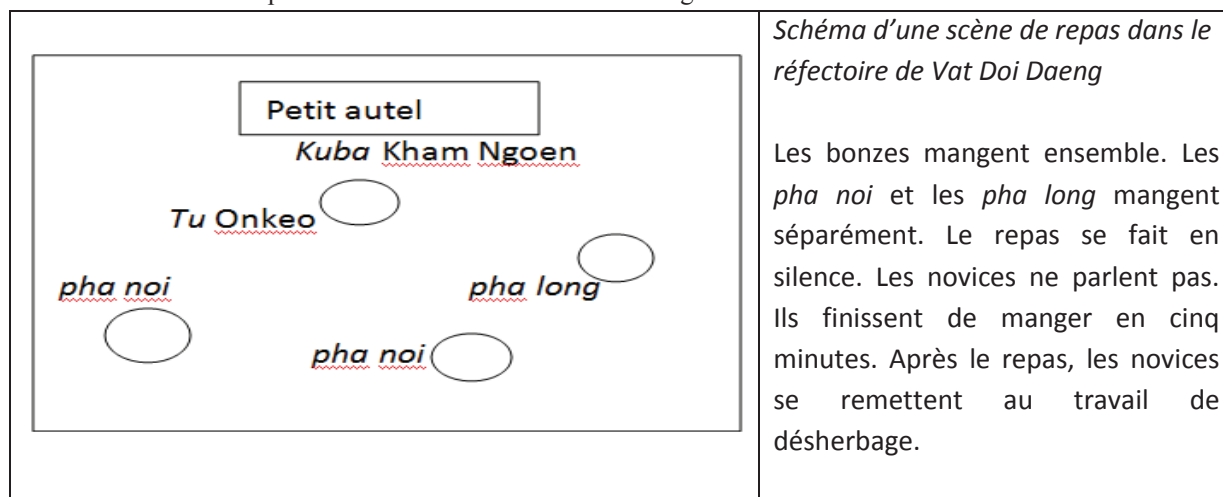 Petit autel
Kuba Kham Ngoen
Tu Onkeo
pha noi
pha long
pha noi
Schéma d'une scène de repas dans le
réfectoire de Vat Doi Daeng
Les bonzes mangent ensemble. Les
pha noi et les pha long mangent
séparément. Le repas se fait en
silence. Les novices ne parlent pas.
Ils finissent de manger en cinq
minutes. Après le repas, les novices
se remettent au travail de
désherbage.